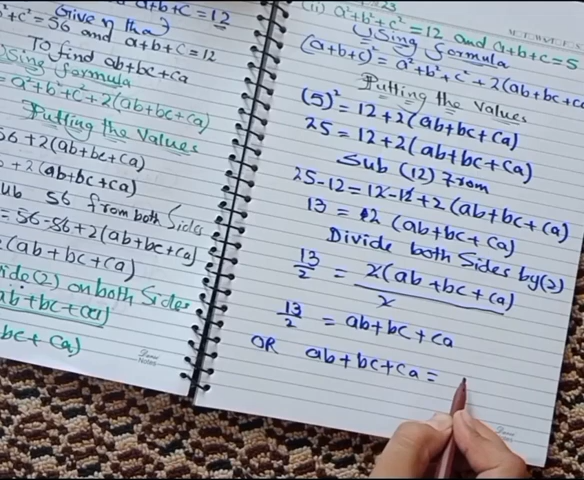 a+b+c=12
Given tha
²+c²=56 and a+b+c=12
To find ab+bc+ca
Using formula
= a²+b²+c²+2(ab+bc+ca)
Putting the Values
56+2(ab+bc+ca)
+2(ab+bc+ca)
ub 56 from both Sides
=56-56+2(ab+bc+ca)
(ab+bc+ca)
ide(2) on both Sides
ab+bc+ca)
bc+ca)
(ii) a²+b²+c²=12 and a+b+c=5
Using formula
(a+b+c)²=a²+b²+c²+2(ab+bc+ca
Putting the Values
(5)²=12+2(ab+bc+ca)
25=12+2(ab+bc+ca)
Sub (12) From
25-12=12-12+2(ab+bc+ca)
13=2(ab+bc+ca)
Divide both Sides by(2)
13/2 = 2(ab+bc+ca)/2
13/2 = ab+bc+ca
OR ab+bc+ca=
Notes